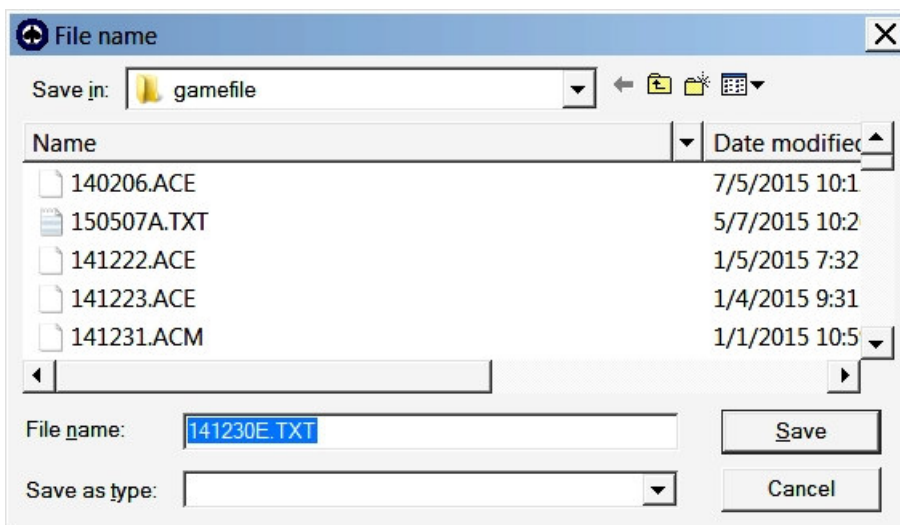 File name
Save in: gamefile
Name Date modified
140206.ACE 7/5/2015 10:1
150507A.TXT 5/7/2015 10:2
141222.ACE 1/5/2015 7:32
141223.ACE 1/4/2015 9:31
141231.ACM 1/1/2015 10:5
File name: 141230E.TXT Save
Save as type: Cancel